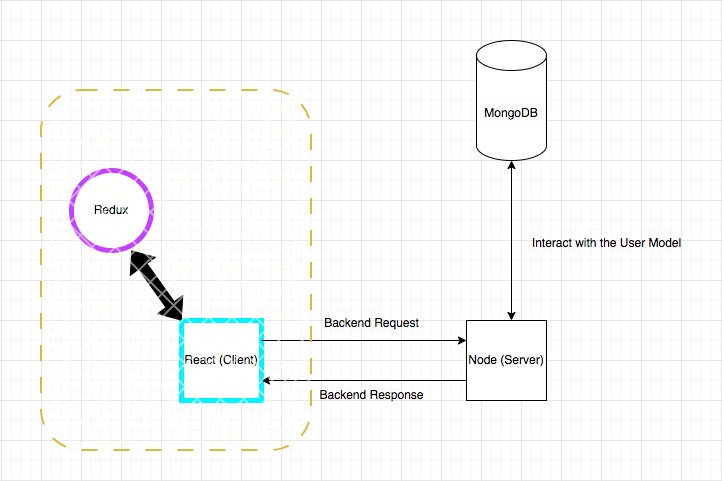 MongoDB
Redux
Interact with the User Model
Backend Request
React (Client)
Node (Server)
Backend Response